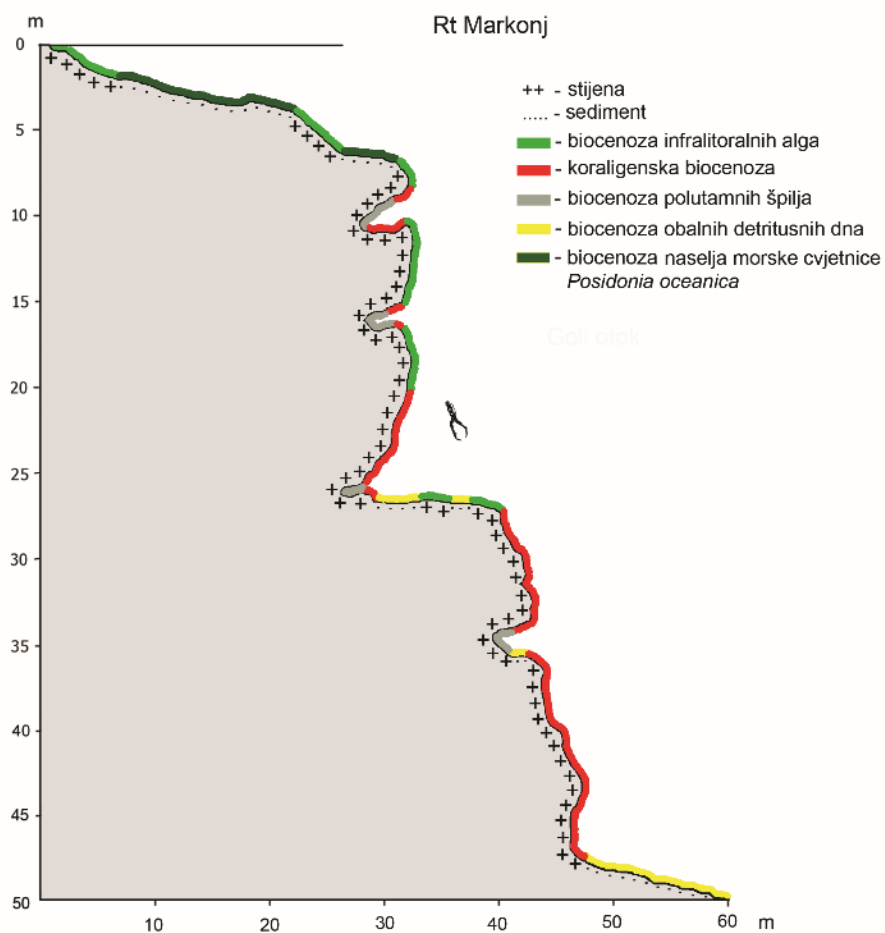 Rt Markonj
m
0
5
10
15
20
25
30
35
40
45
50
10
20
30
40
50
60
m
++ - stijena
..... - sediment
- biocenoza infralitoralnih alga
- koraligenska biocenoza
- biocenoza polutamnih špilja
- biocenoza obalnih detritusnih dna
- biocenoza naselja morske cvjetnice
Posidonia oceanica
Goli otok